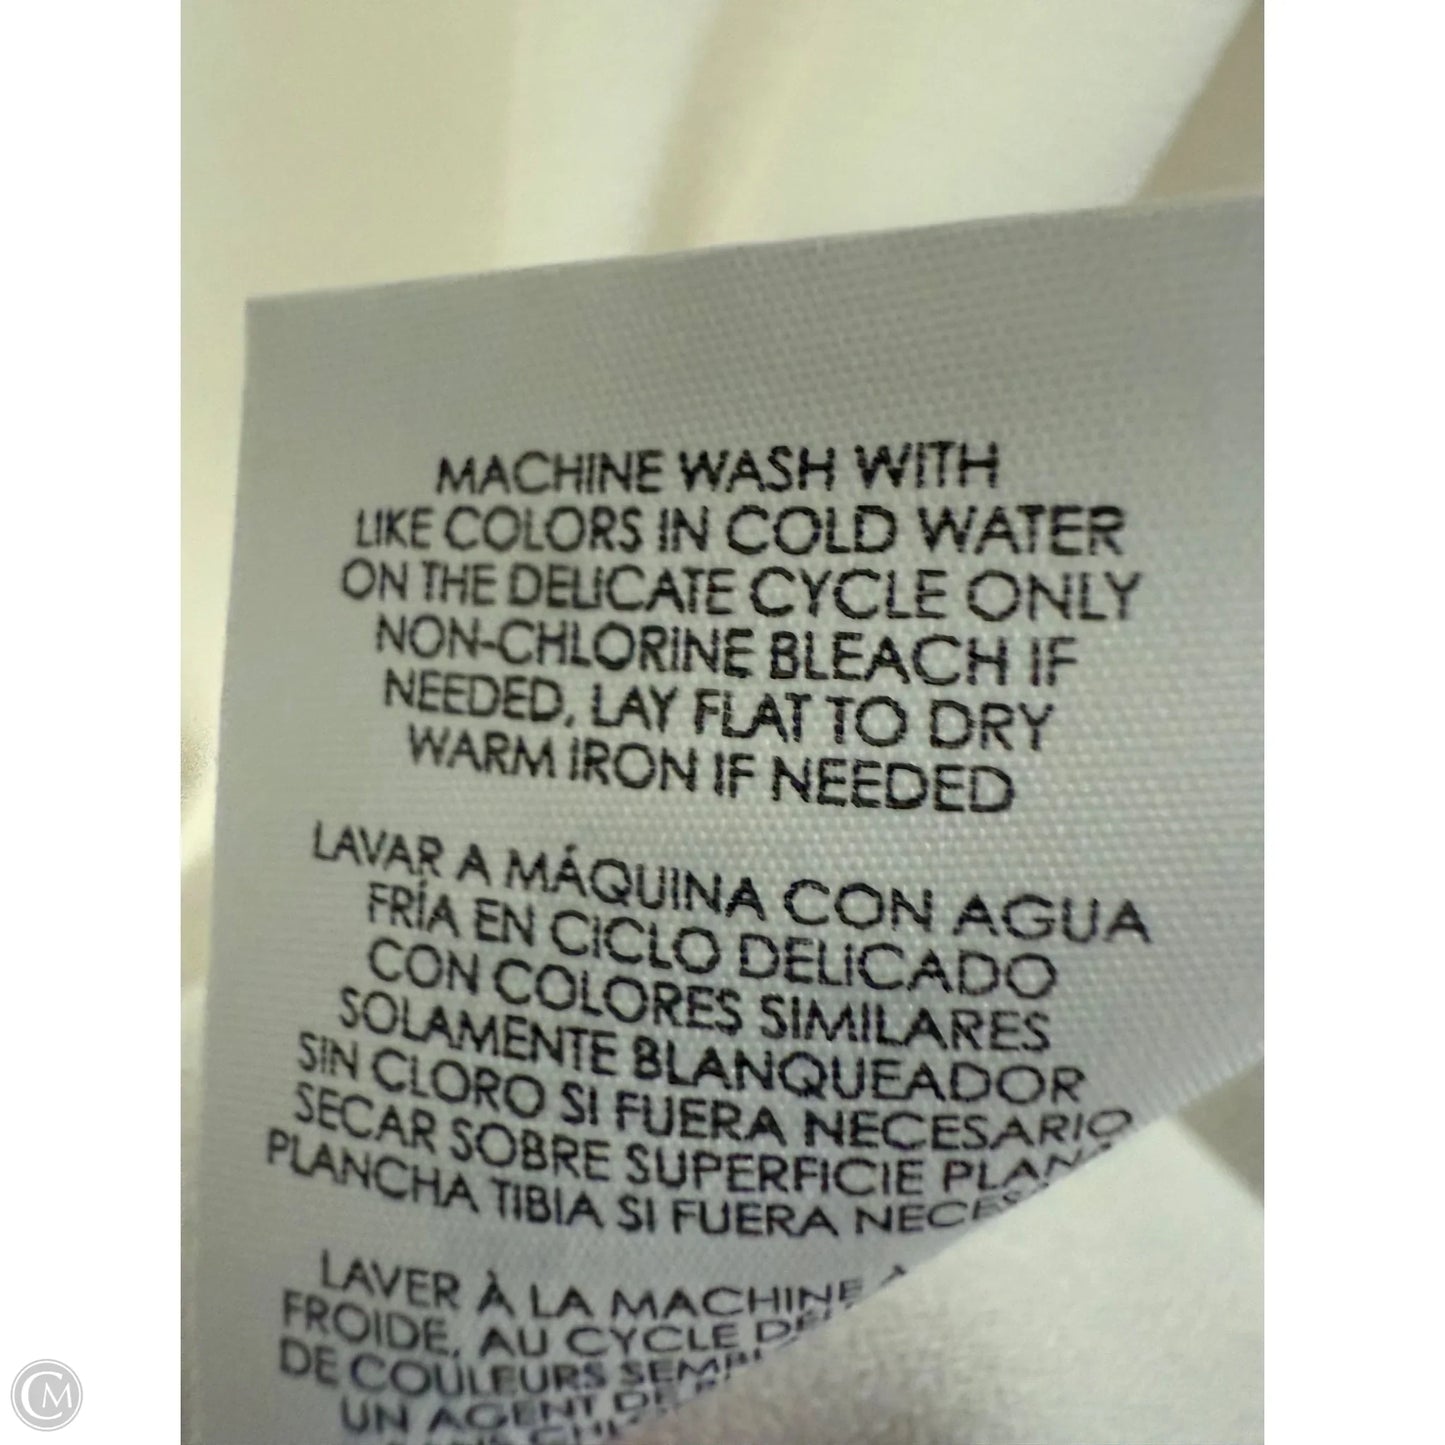 MACHINE WASH WITH
LIKE COLORS IN COLD WATER
ON THE DELICATE CYCLE ONLY
NON-CHLORINE BLEACH IF
NEEDED, LAY FLAT TO DRY
WARM IRON IF NEEDED
LAVAR A MÁQUINA CON AGUA
FRÍA EN CICLO DELICADO
CON COLORES SIMILARES
SOLAMENTE BLANQUEADOR
SIN CLORO SI FUERA NECESARIO
SECAR SOBRE SUPERFICIE PLANA
PLANCHA TIBIA SI FUERA
LAVER À LA MACHINE
FROIDE, AU CYCLE
DE COULEURS
UN AGENT DE
CM